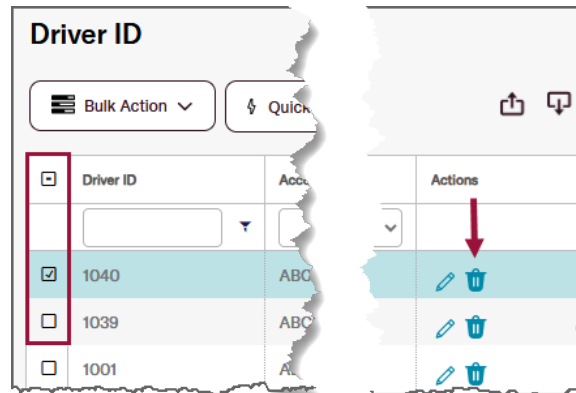 Driver ID
Bulk Action
Quick
Driver ID
Actions
1040 ABC
1039 ABC
1001